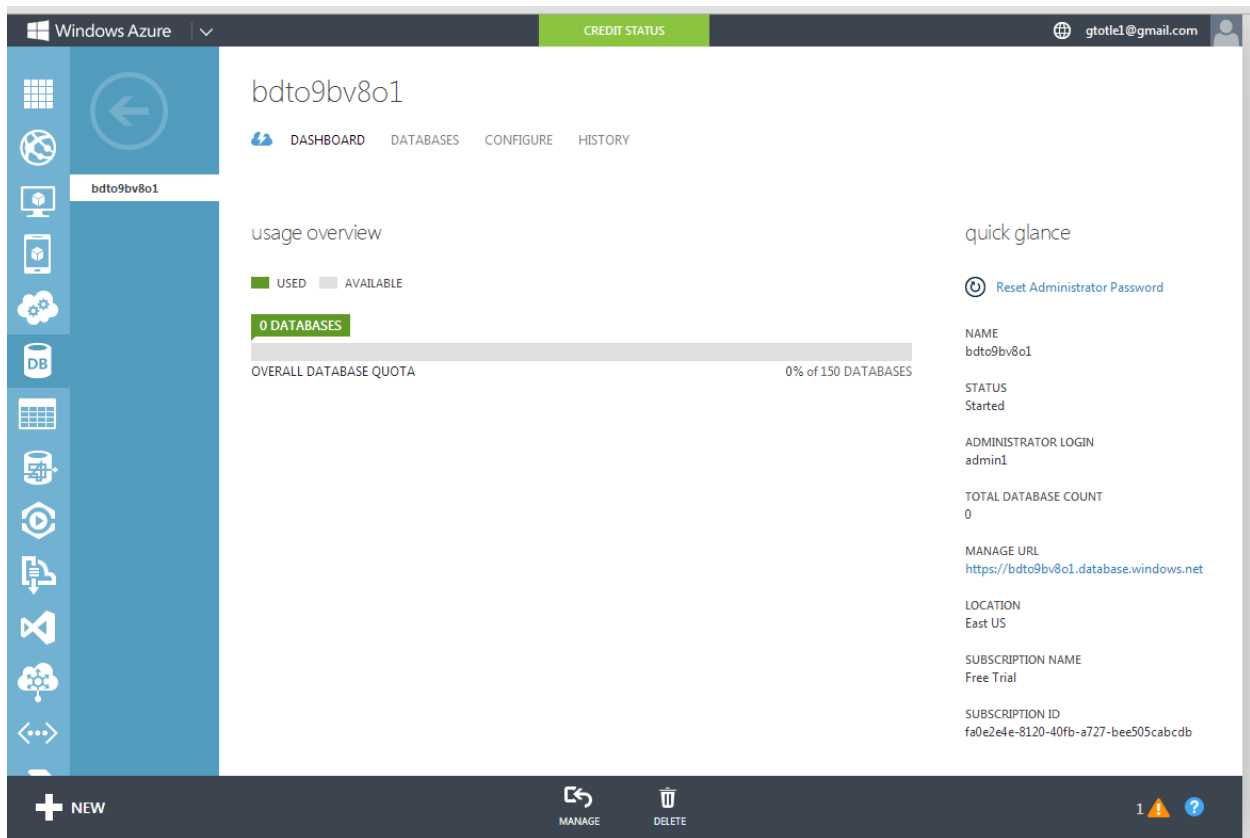 Windows Azure
CREDIT STATUS
gtotle1@gmail.com
bdto9bv8o1
bdto9bv8o1
DASHBOARD DATABASES CONFIGURE HISTORY
usage overview
USED AVAILABLE
0 DATABASES
OVERALL DATABASE QUOTA 0% of 150 DATABASES
quick glance
Reset Administrator Password
NAME
bdto9bv8o1
STATUS
Started
ADMINISTRATOR LOGIN
admin1
TOTAL DATABASE COUNT
0
MANAGE URL
https://bdto9bv8o1.database.windows.net
LOCATION
East US
SUBSCRIPTION NAME
Free Trial
SUBSCRIPTION ID
fa0e2e4e-8120-40fb-a727-bee505cabcdb
DB
NEW
MANAGE
DELETE
1